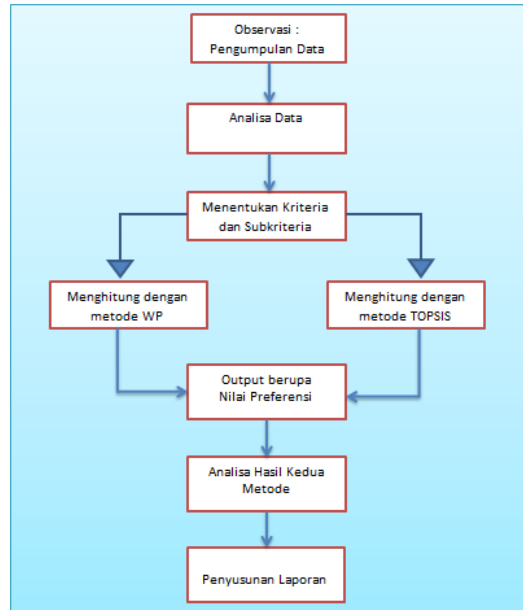 Observasi :
Pengumpulan Data
Analisa Data
Menentukan Kriteria
dan Subkriteria
Menghitung dengan
metode WP
Menghitung dengan
metode TOPSIS
Output berupa
Nilai Preferensi
Analisa Hasil Kedua
Metode
Penyusunan Laporan